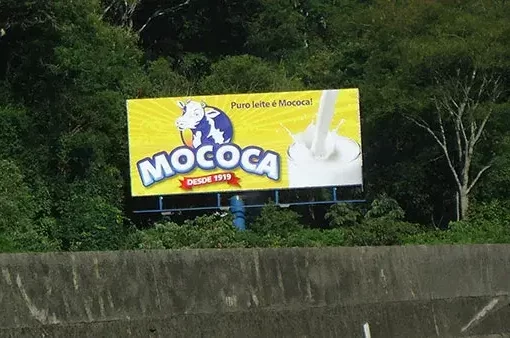 Puro leite é Mococa!
MOCOCA
DESDE 1919